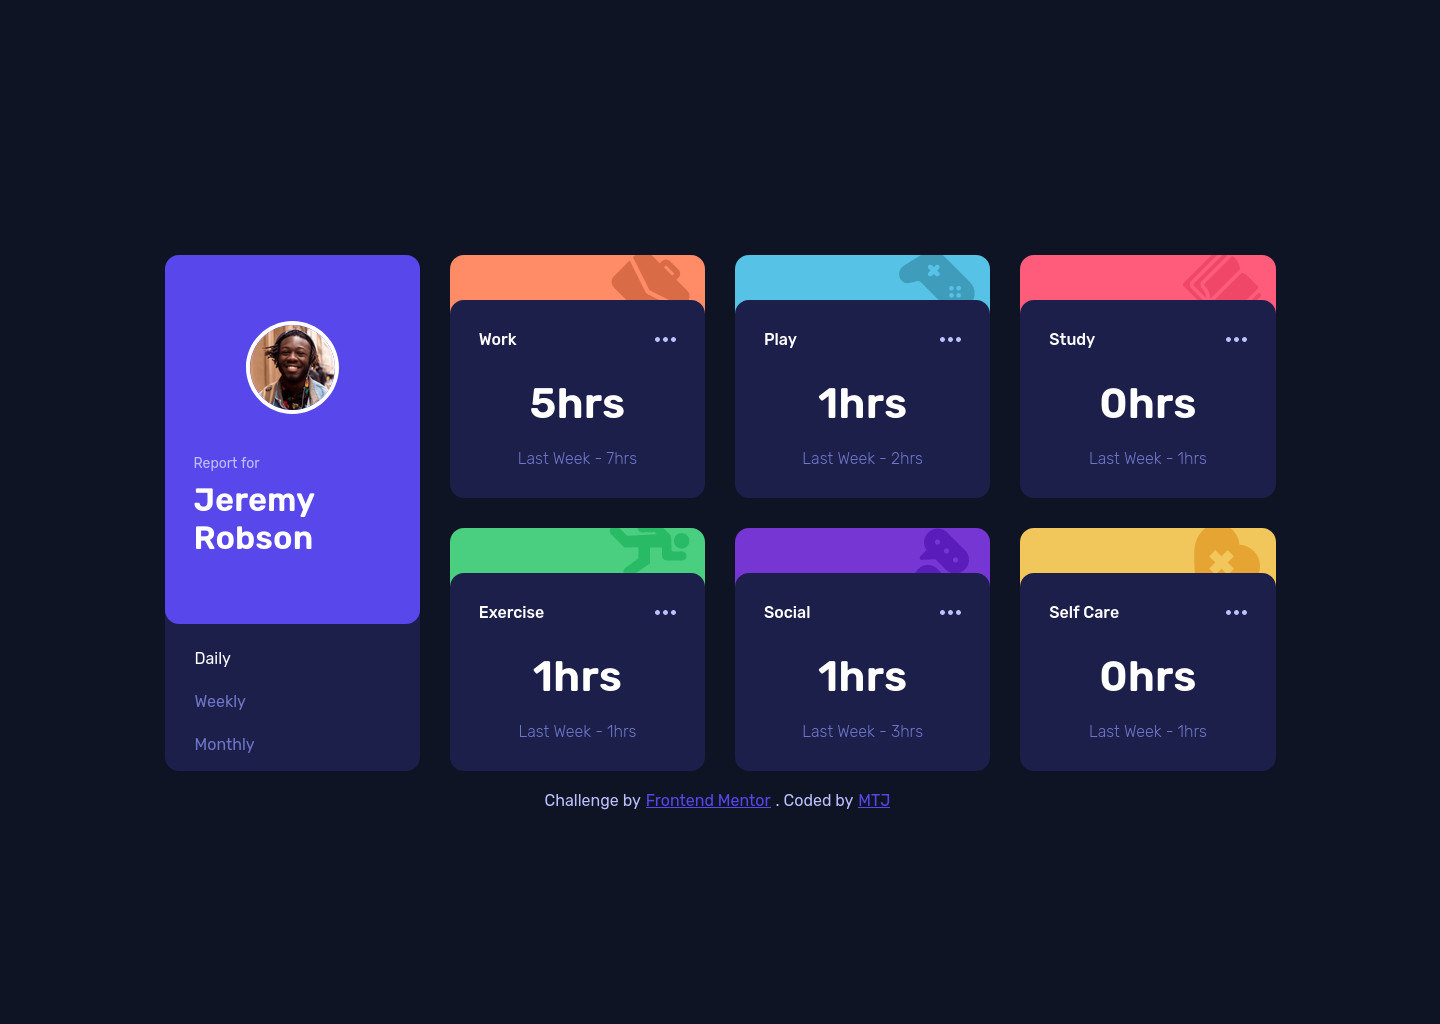 Report for
Jeremy
Robson
Daily
Weekly
Monthly
Work
5hrs
Last Week - 7hrs
Play
1hrs
Last Week - 2hrs
Study
0hrs
Last Week - 1hrs
Exercise
1hrs
Last Week - 1hrs
Social
1hrs
Last Week - 3hrs
Self Care
0hrs
Last Week - 1hrs
Challenge by Frontend Mentor . Coded by MTJ